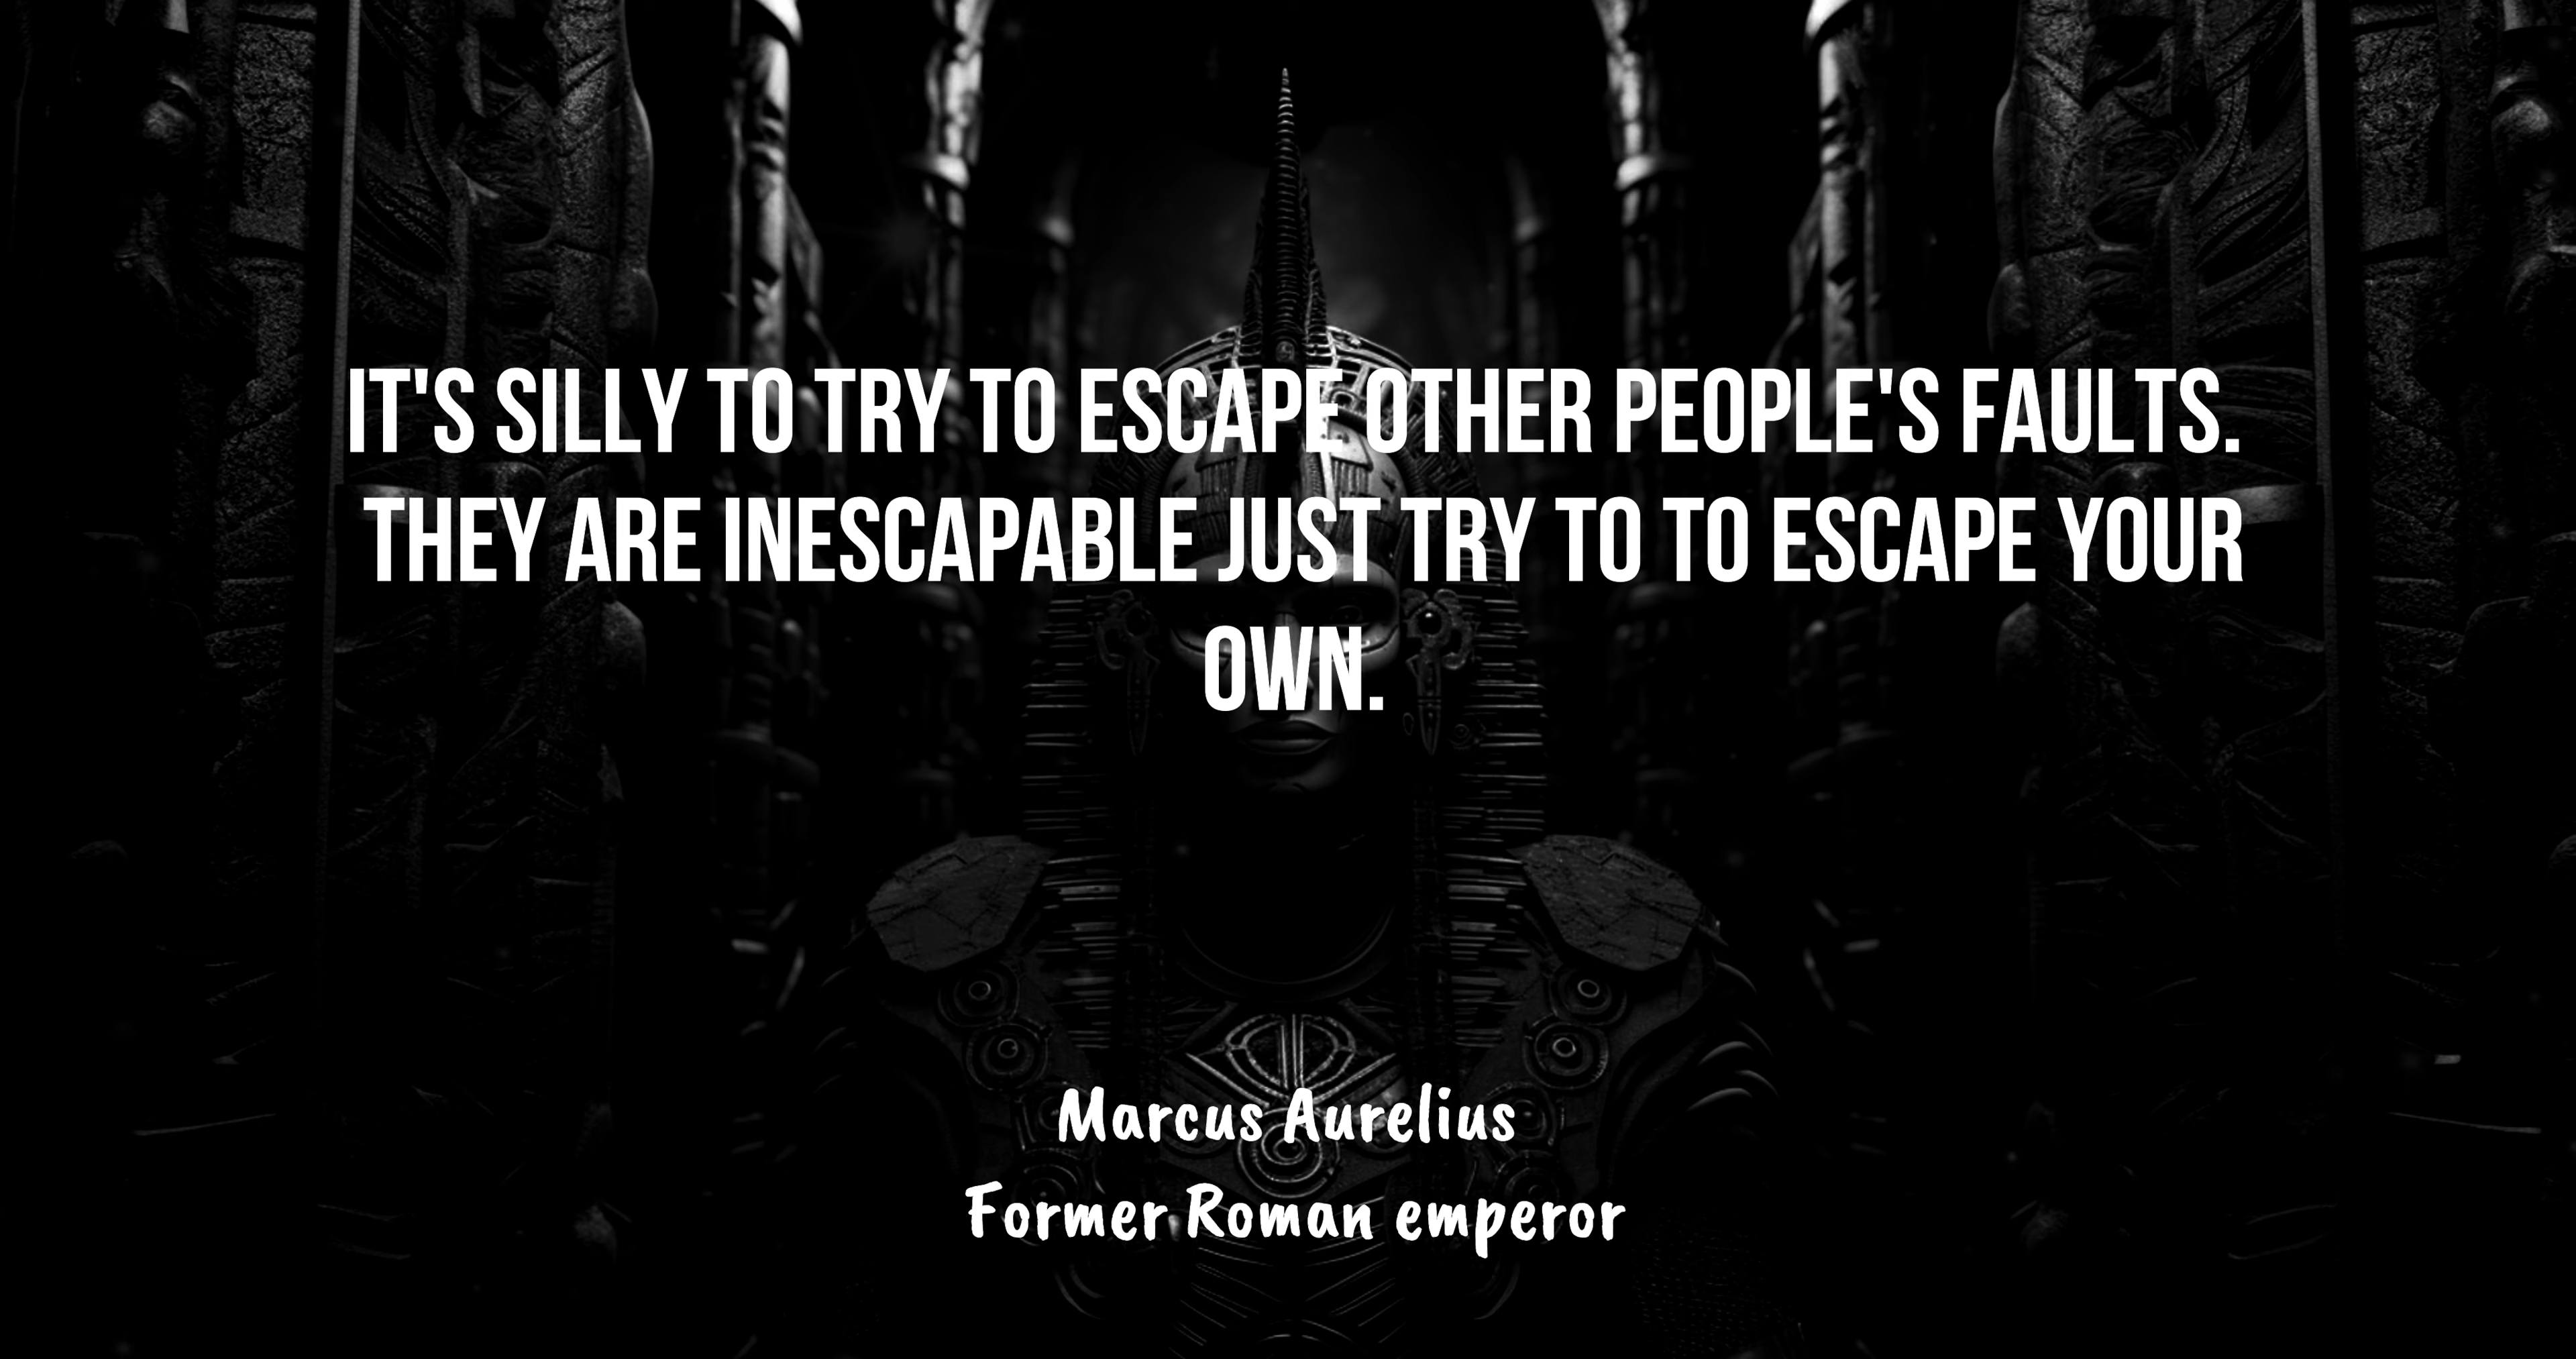 IT'S SILLY TO TRY TO ESCAPE OTHER PEOPLE'S FAULTS.
THEY ARE INESCAPABLE JUST TRY TO TO ESCAPE YOUR
OWN.
Marcus Aurelius
Former Roman emperor